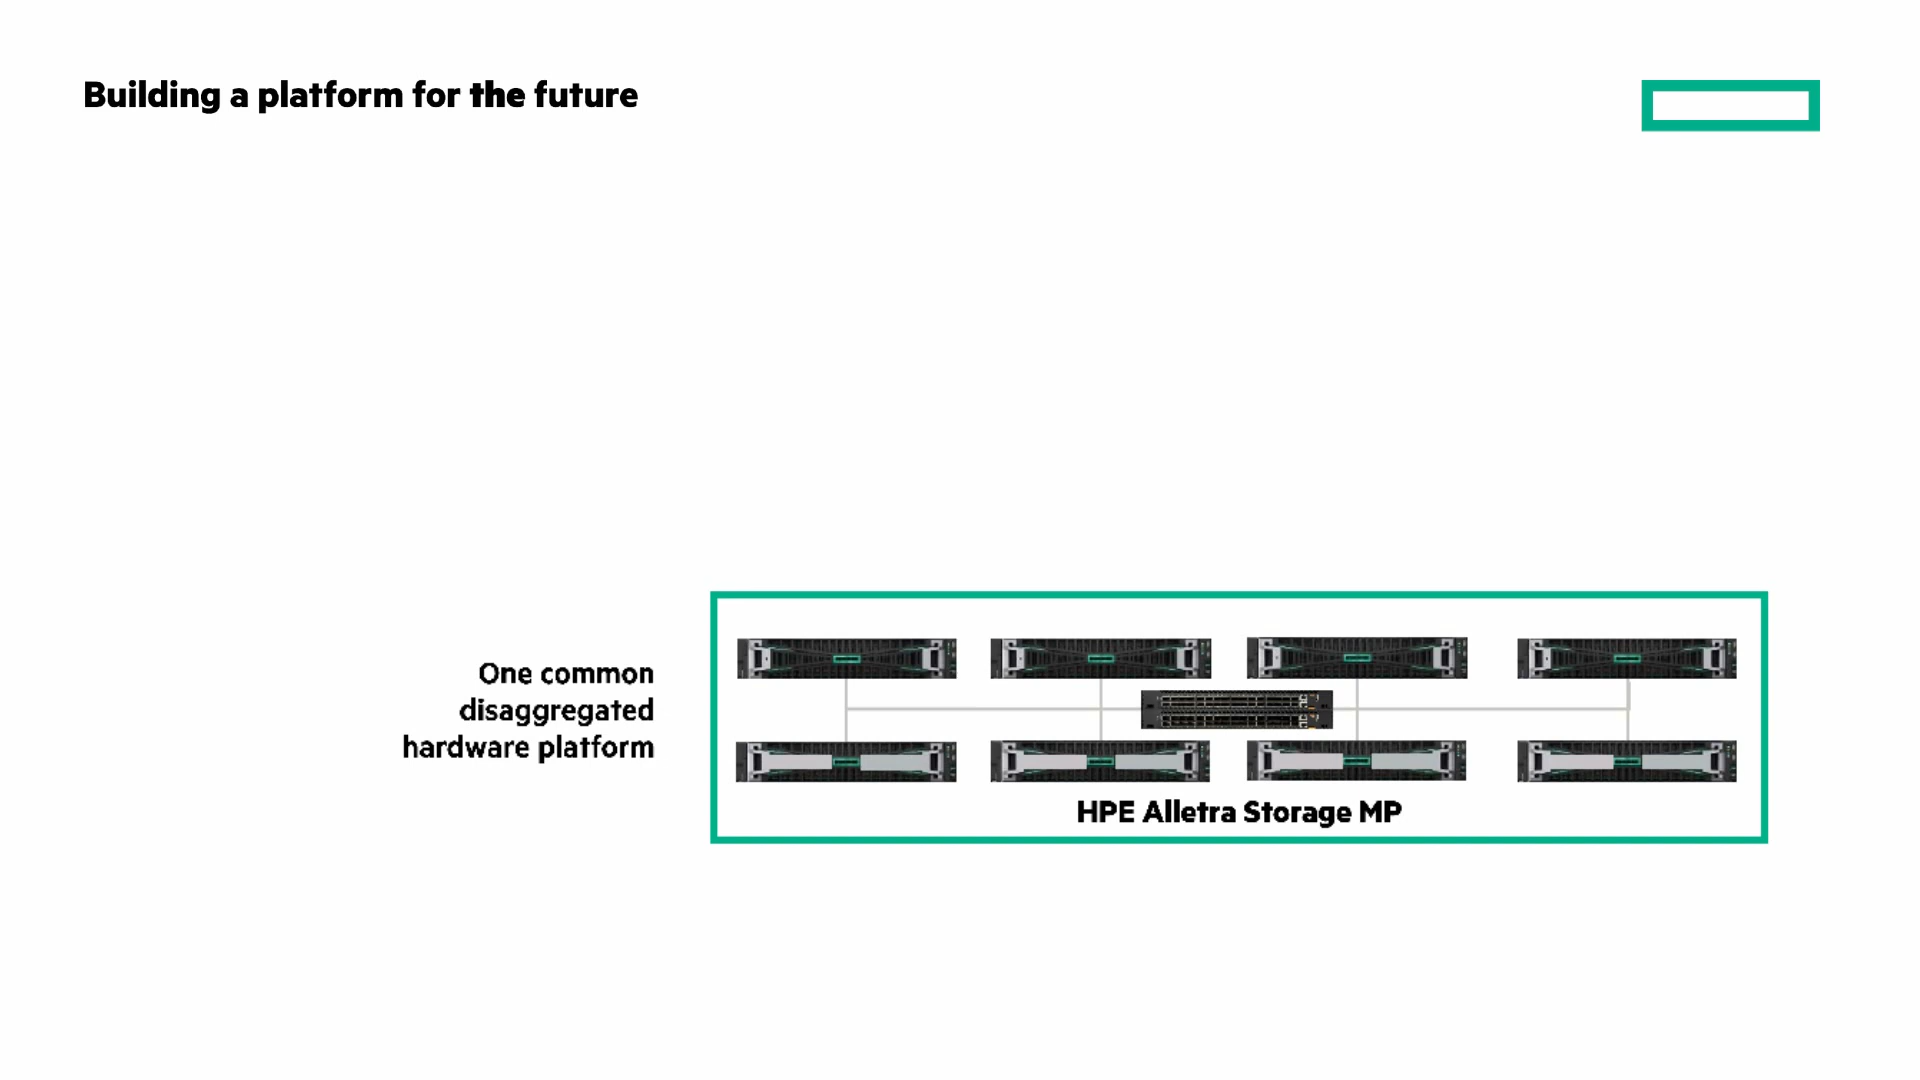 Building a platform for the future
One common
disaggregated
hardware platform
HPE Alletra Storage MP